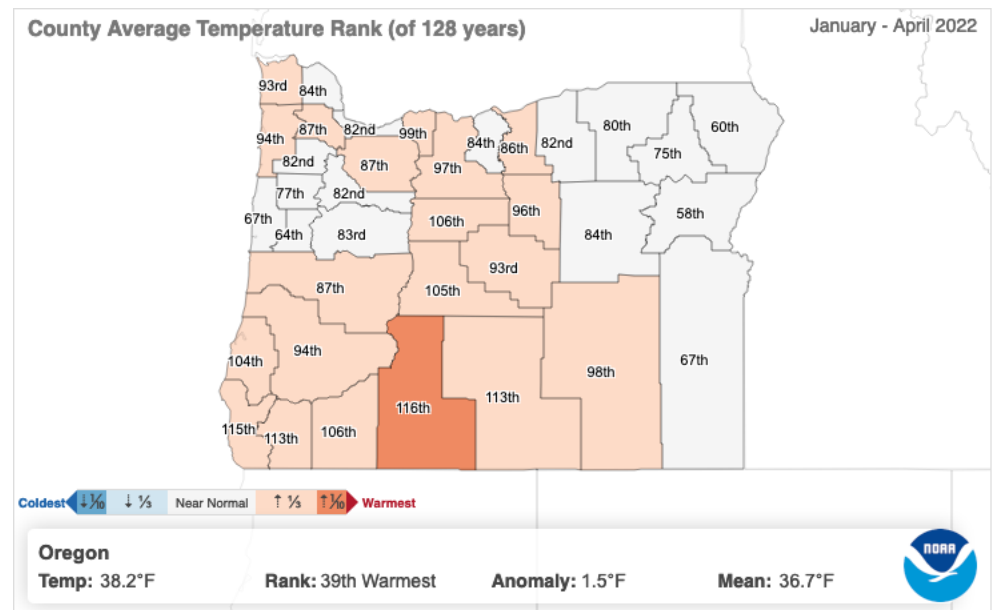 County Average Temperature Rank (of 128 years)
January - April 2022
93rd
84th
94th
87th
82nd
99th
84th
86th
82nd
80th
60th
82nd
87th
97th
75th
77th
82nd
96th
58th
67th
64th
83rd
106th
84th
93rd
87th
105th
104th
94th
98th
67th
113th
116th
115th
113th
106th
Coldest ↓⅒ ↓ ⅓ Near Normal ↑ ⅓ ↑⅒ Warmest
Oregon
Temp: 38.2°F Rank: 39th Warmest Anomaly: 1.5°F Mean: 36.7°F
NOAA